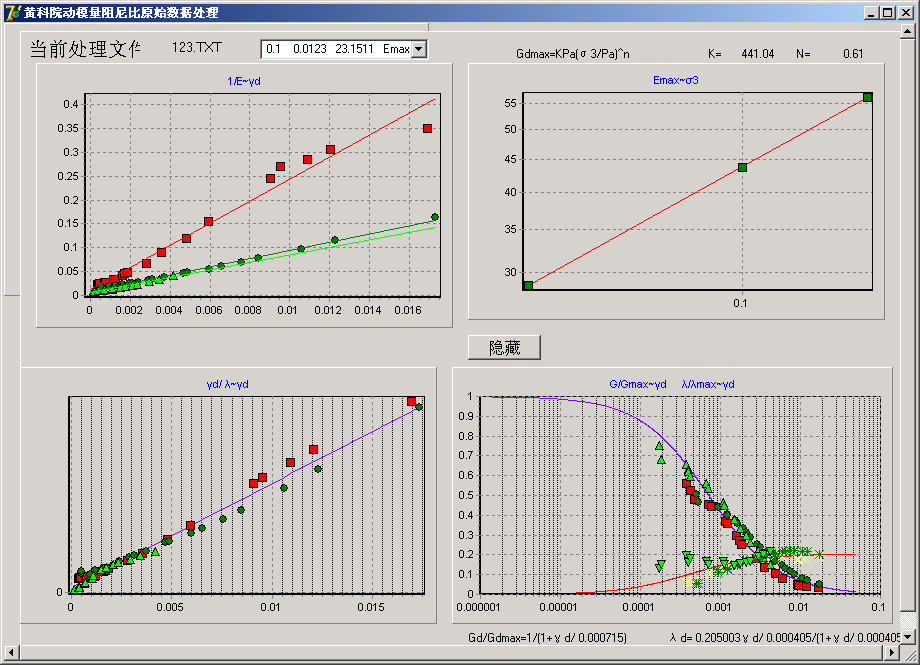 黄科院动模量阻尼比原始数据处理
当前处理文件 123.TXT 0.1 0.0123 23.1511 Emax
Gdmax=KPa(σ3/Pa)^n K= 441.04 N= 0.61
1/E~γd
0.4
0.35
0.3
0.25
0.2
0.15
0.1
0.05
0
0 0.002 0.004 0.006 0.008 0.01 0.012 0.014 0.016
Emax~σ3
55
50
45
40
35
30
0.1
隐藏
γd/ λ~γd
0
0 0.005 0.01 0.015
G/Gmax~γd λ/λmax~γd
1
0.9
0.8
0.7
0.6
0.5
0.4
0.3
0.2
0.1
0
0.000001 0.00001 0.0001 0.001 0.01 0.1
Gd/Gdmax=1/(1+γd/ 0.000715) λd= 0.205003γd/ 0.000405/(1+γd/ 0.000405